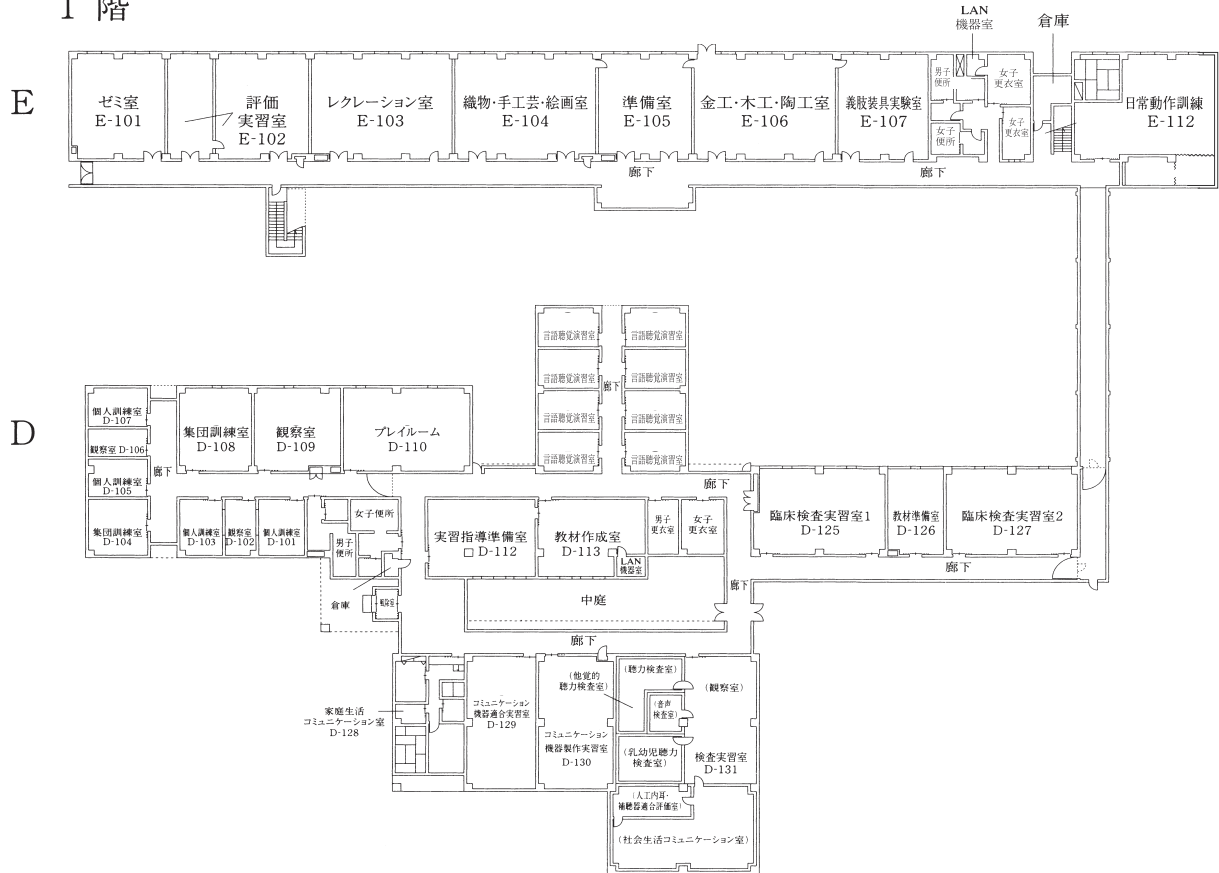 1 階
LAN
機器室
倉庫
E
ゼミ室
E-101
評価
実習室
E-102
レクレーション室
E-103
織物・手工芸・絵画室
E-104
準備室
E-105
金工・木工・陶工室
E-106
義肢装具実験室
E-107
男子
便所
女子
便所
女子
更衣室
女子
更衣室
日常動作訓練
E-112
廊下
廊下
D
言語聴覚演習室
言語聴覚演習室
言語聴覚演習室
言語聴覚演習室
廊下
言語聴覚演習室
言語聴覚演習室
言語聴覚演習室
言語聴覚演習室
個人訓練室
D-107
観察室 D-106
個人訓練室
D-105
集団訓練室
D-104
廊下
集団訓練室
D-108
観察室
D-109
プレイルーム
D-110
個人訓練室
D-103
観察室
D-102
個人訓練室
D-101
女子便所
男子
便所
倉庫
実習指導準備室
D-112
教材作成室
D-113
LAN
機器室
男子
更衣室
女子
更衣室
廊下
臨床検査実習室1
D-125
教材準備室
D-126
臨床検査実習室2
D-127
廊下
廊下
中庭
廊下
家庭生活
コミュニケーション室
D-128
コミュニケーション
機器適合実習室
D-129
コミュニケーション
機器製作実習室
D-130
(他覚的
聴力検査室)
(聴力検査室)
(音声
検査室)
(乳幼児聴力
検査室)
(観察室)
検査実習室
D-131
(人工内耳・
補聴器適合評価室)
(社会生活コミュニケーション室)